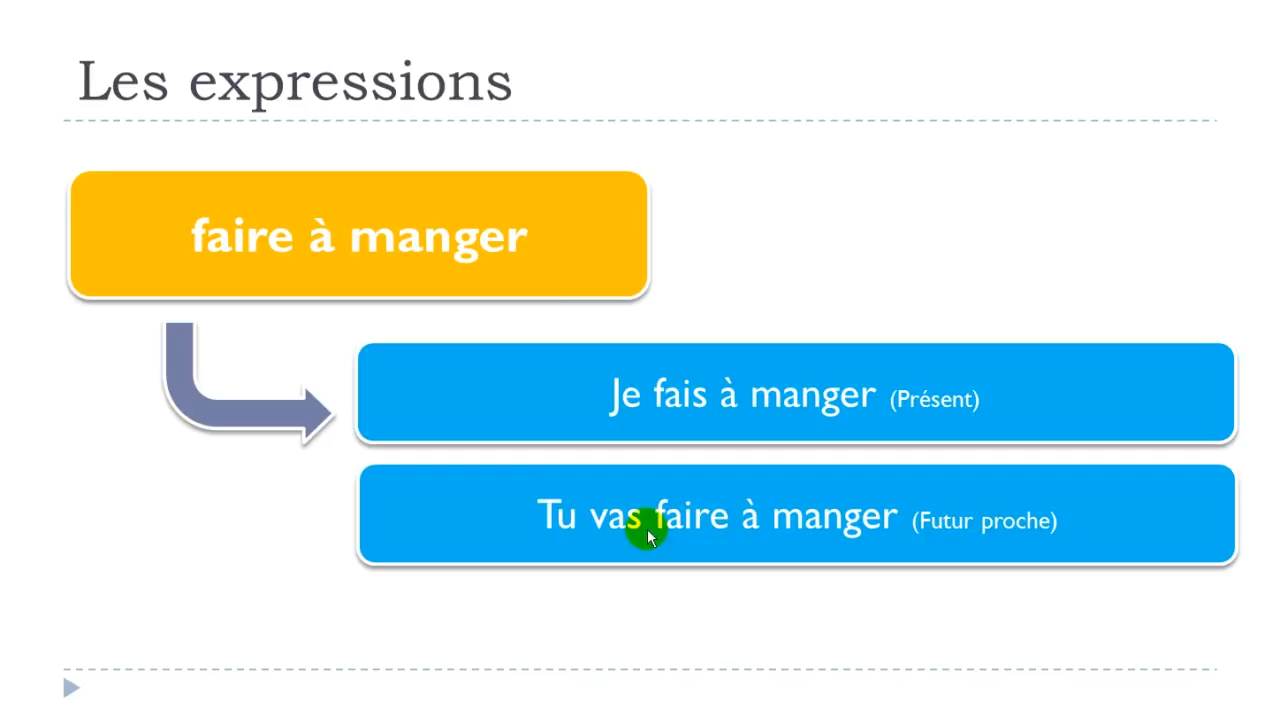 Les expressions
faire à manger
Je fais à manger (Présent)
Tu vas faire à manger (Futur proche)